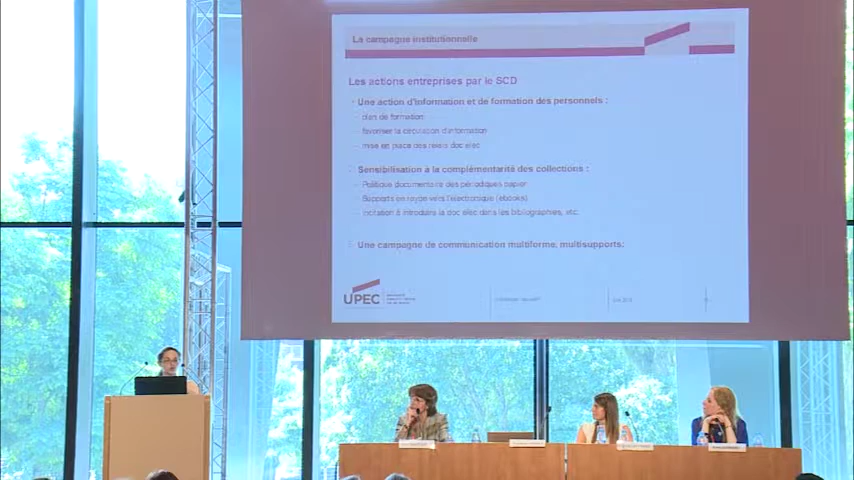 La campagne institutionnelle
Les actions entreprises par le SCD
Une action d'information et de formation des personnels :
- plan de formation
- favoriser la circulation d'information
- mise en place des relais doc elec
Sensibilisation à la complémentarité des collections :
- Politique documentaire des périodiques papier
- Supports en rayon vers l'électronique (ebooks)
- Incitation à introduire la doc elec dans les bibliographies, etc.
Une campagne de communication multiforme, multisupports:
UPEC